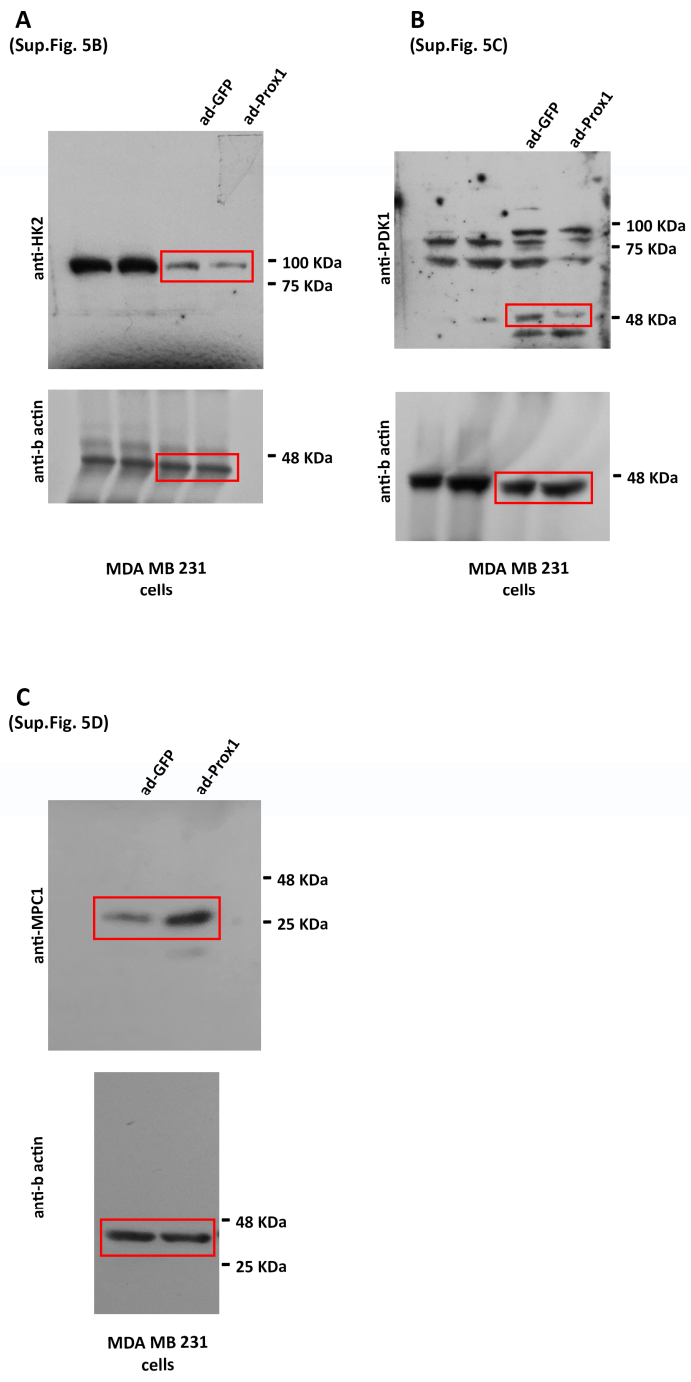 A
(Sup.Fig. 5B)
ad-GFP
ad-Prox1
anti-HK2
100 KDa
75 KDa
anti-b actin
48 KDa
MDA MB 231
cells
B
(Sup.Fig. 5C)
ad-GFP
ad-Prox1
anti-PDK1
100 KDa
75 KDa
48 KDa
anti-b actin
48 KDa
MDA MB 231
cells
C
(Sup.Fig. 5D)
ad-GFP
ad-Prox1
anti-MPC1
48 KDa
25 KDa
anti-b actin
48 KDa
25 KDa
MDA MB 231
cells